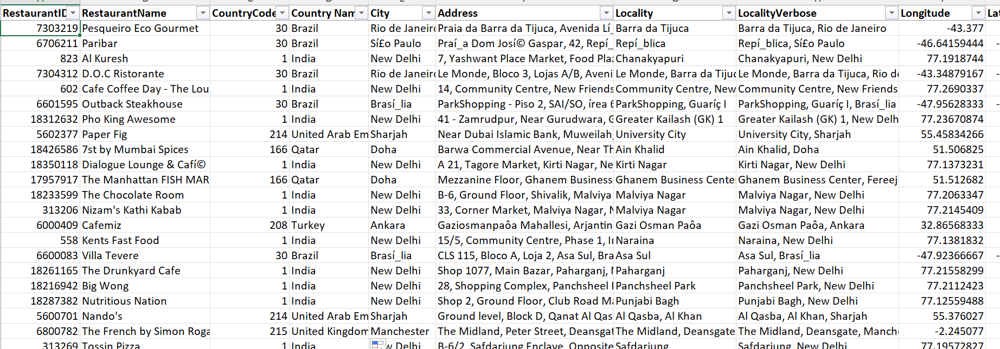 RestaurantID RestaurantName CountryCode Country Nam City Address Locality LocalityVerbose Longitude Lat
7303219 Pesqueiro Eco Gourmet 30 Brazil Rio de Janeiro Praia da Barra da Tijuca, Avenida Lí_ Barra da Tijuca Barra da Tijuca, Rio de Janeiro -43.377
6706211 Paribar 30 Brazil Sí£o Paulo Praí_a Dom Josí© Gaspar, 42, Repí_ Repí_blica Repí_blica, Sí£o Paulo -46.64159444 -
823 Al Kuresh 1 India New Delhi 7, Yashwant Place Market, Food Plaz Chanakyapuri Chanakyapuri, New Delhi 77.1918744
7304312 D.O.C Ristorante 30 Brazil Rio de Janeiro Le Monde, Bloco 3, Lojas A/B, Aveni Le Monde, Barra da Tijuc Le Monde, Barra da Tijuca, Rio de -43.34879167 -
602 Cafe Coffee Day - The Lou 1 India New Delhi 14, Community Centre, New Friends Community Centre, New Community Centre, New Friends 77.2690337
6601595 Outback Steakhouse 30 Brazil Brasí_lia ParkShopping - Piso 2, SAI/SO, írea 6 ParkShopping, Guaríç I ParkShopping, Guaríç I, Brasí_lia -47.95628333 -
18312632 Pho King Awesome 1 India New Delhi 41 - Zamrudpur, Near Gurudwara, G Greater Kailash (GK) 1 Greater Kailash (GK) 1, New Delh 77.23670874
5602377 Paper Fig 214 United Arab Em Sharjah Near Dubai Islamic Bank, Muweilah, University City University City, Sharjah 55.45834266
18426586 7st by Mumbai Spices 166 Qatar Doha Barwa Commercial Avenue, Near Th Ain Khalid Ain Khalid, Doha 51.506825
18350118 Dialogue Lounge & Cafí© 1 India New Delhi A 21, Tagore Market, Kirti Nagar, Ne Kirti Nagar Kirti Nagar, New Delhi 77.1373231
17957917 The Manhattan FISH MAR 166 Qatar Doha Mezzanine Floor, Ghanem Business Ghanem Business Center Ghanem Business Center, Fereej 51.512682
18233599 The Chocolate Room 1 India New Delhi B-6, Ground Floor, Shivalik, Malviya Malviya Nagar Malviya Nagar, New Delhi 77.2063347
313206 Nizam's Kathi Kabab 1 India New Delhi 33, Corner Market, Malviya Nagar, N Malviya Nagar Malviya Nagar, New Delhi 77.2145409
6000409 Cafemiz 208 Turkey Ankara Gaziosmanpaôa Mahallesi, Arjantin Gazi Osman Paôa Gazi Osman Paôa, Ankara 32.86568333
558 Kents Fast Food 1 India New Delhi 15/5, Community Centre, Phase 1, In Naraina Naraina, New Delhi 77.1381832
6600083 Villa Tevere 30 Brazil Brasí_lia CLS 115, Bloco A, Loja 2, Asa Sul, Bra Asa Sul Asa Sul, Brasí_lia -47.92366667 -
18261165 The Drunkyard Cafe 1 India New Delhi Shop 1077, Main Bazar, Paharganj, N Paharganj Paharganj, New Delhi 77.21558299
18216942 Big Wong 1 India New Delhi 28, Shopping Complex, Panchsheel P Panchsheel Park Panchsheel Park, New Delhi 77.2112423
18287382 Nutritious Nation 1 India New Delhi Shop 2, Ground Floor, Club Road Ma Punjabi Bagh Punjabi Bagh, New Delhi 77.12559488
5600701 Nando's 214 United Arab Em Sharjah Ground level, Block D, Qanat Al Qas Al Qasba, Al Khan Al Qasba, Al Khan, Sharjah 55.376027
6800782 The French by Simon Roga 215 United Kingdom Manchester The Midland, Peter Street, Deansgat The Midland, Deansgate The Midland, Deansgate, Manche -2.245077
313269 Tossin Pizza 1 India w Delhi B-6/2, Safdarjung Enclave, Opposite Safdarjung Safdarjung, New Delhi 77.19572827